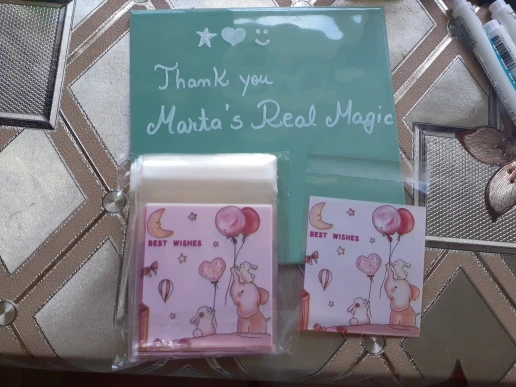 Thank you
Marta's Real Magic
BEST WISHES
BEST WISHES